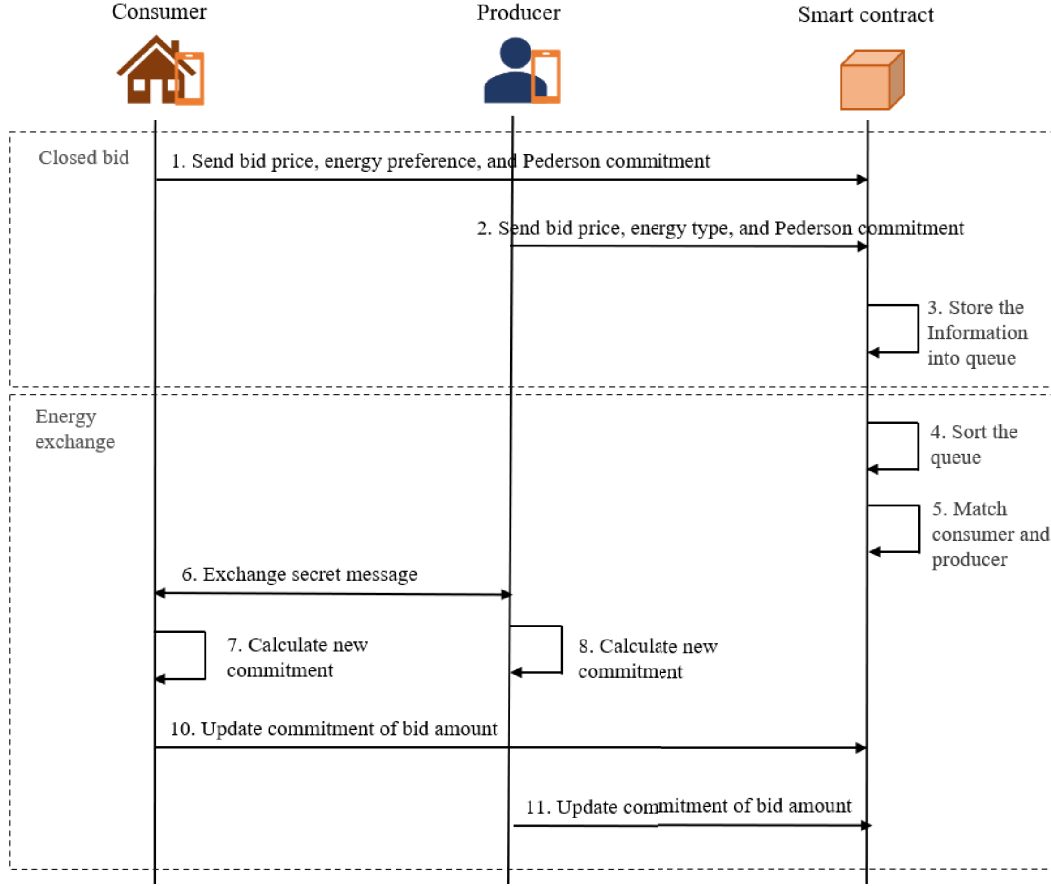 Consumer
Producer
Smart contract
Closed bid
1. Send bid price, energy preference, and Pederson commitment
2. Send bid price, energy type, and Pederson commitment
3. Store the
Information
into queue
Energy
exchange
4. Sort the
queue
5. Match
consumer and
producer
6. Exchange secret message
7. Calculate new
commitment
8. Calculate new
commitment
10. Update commitment of bid amount
11. Update commitment of bid amount